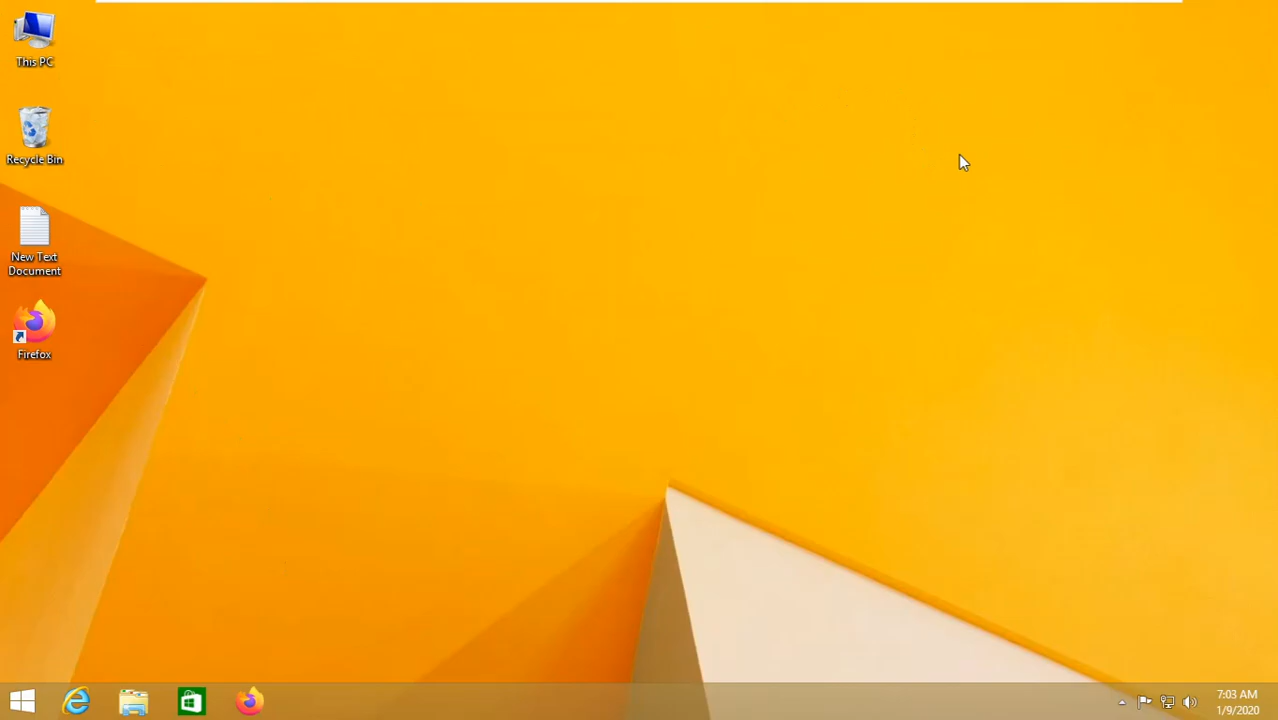 This PC
Recycle Bin
New Text
Document
Firefox
7:03 AM
1/9/2020